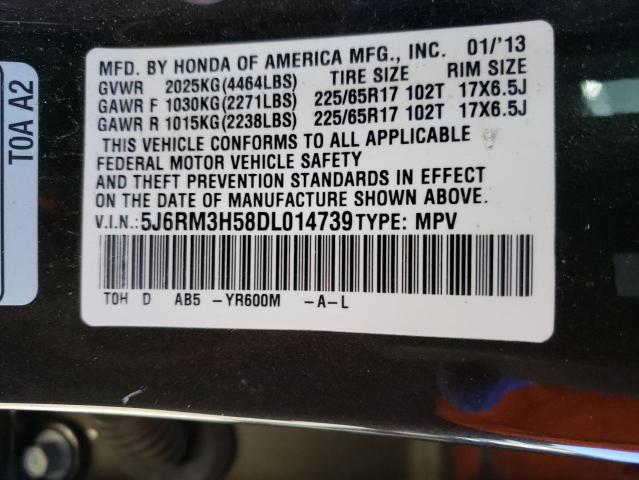 MFD. BY HONDA OF AMERICA MFG., INC. 01/'13
GVWR 2025KG(4464LBS) TIRE SIZE RIM SIZE
GAWR F 1030KG(2271LBS) 225/65R17 102T 17X6.5J
GAWR R 1015KG(2238LBS) 225/65R17 102T 17X6.5J
THIS VEHICLE CONFORMS TO ALL APPLICABLE
FEDERAL MOTOR VEHICLE SAFETY
AND THEFT PREVENTION STANDARDS IN EFFECT
ON THE DATE OF MANUFACTURE SHOWN ABOVE.
V.I.N.: 5J6RM3H58DL014739 TYPE: MPV
TOH D AB5 -YR600M -A-L
TOA A2